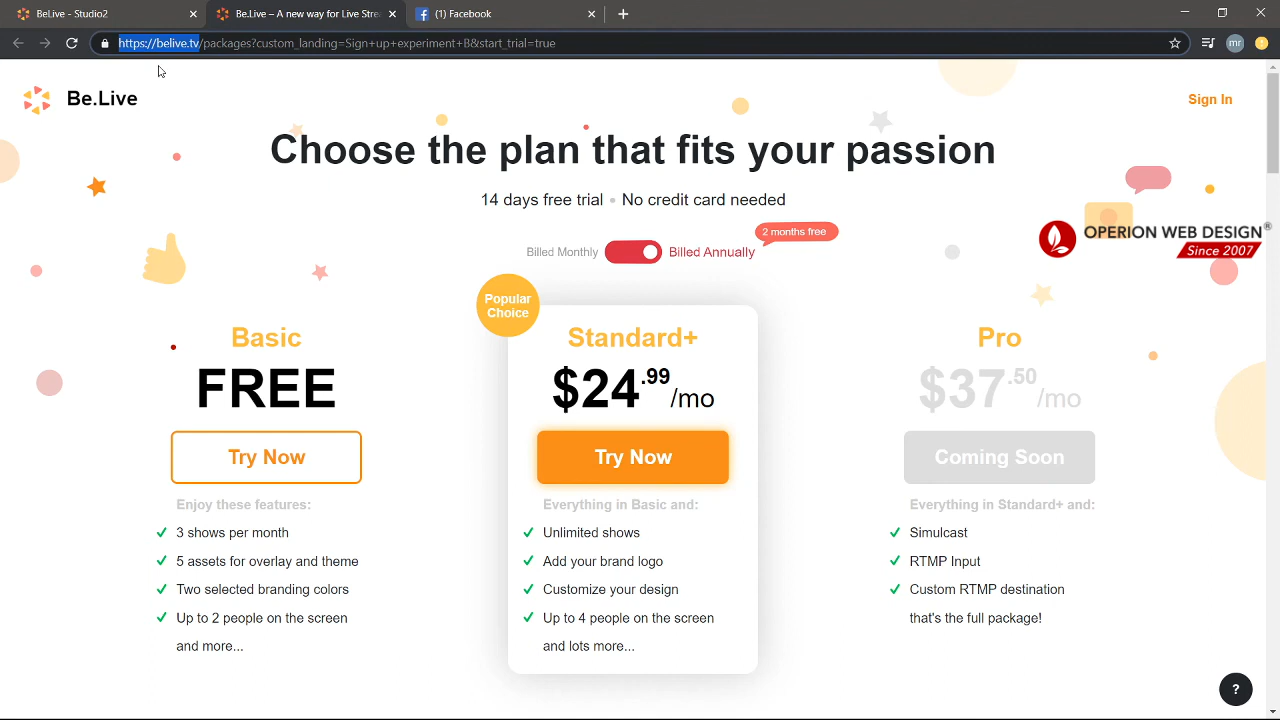 Be.Live – Studio2
Be.Live – A new way for Live Stre
(1) Facebook
https://belive.tv/packages?custom_landing=Sign+up+experiment+B&start_trial=true
mr
Be.Live
Sign In
Choose the plan that fits your passion
14 days free trial • No credit card needed
2 months free
Billed Monthly
Billed Annually
OPERION WEB DESIGN®
Since 2007
Popular
Choice
Basic
FREE
Try Now
Enjoy these features:
3 shows per month
5 assets for overlay and theme
Two selected branding colors
Up to 2 people on the screen
and more...
Standard+
$24.99/mo
Try Now
Everything in Basic and:
Unlimited shows
Add your brand logo
Customize your design
Up to 4 people on the screen
and lots more...
Pro
$37.50/mo
Coming Soon
Everything in Standard+ and:
Simulcast
RTMP Input
Custom RTMP destination
that's the full package!
?